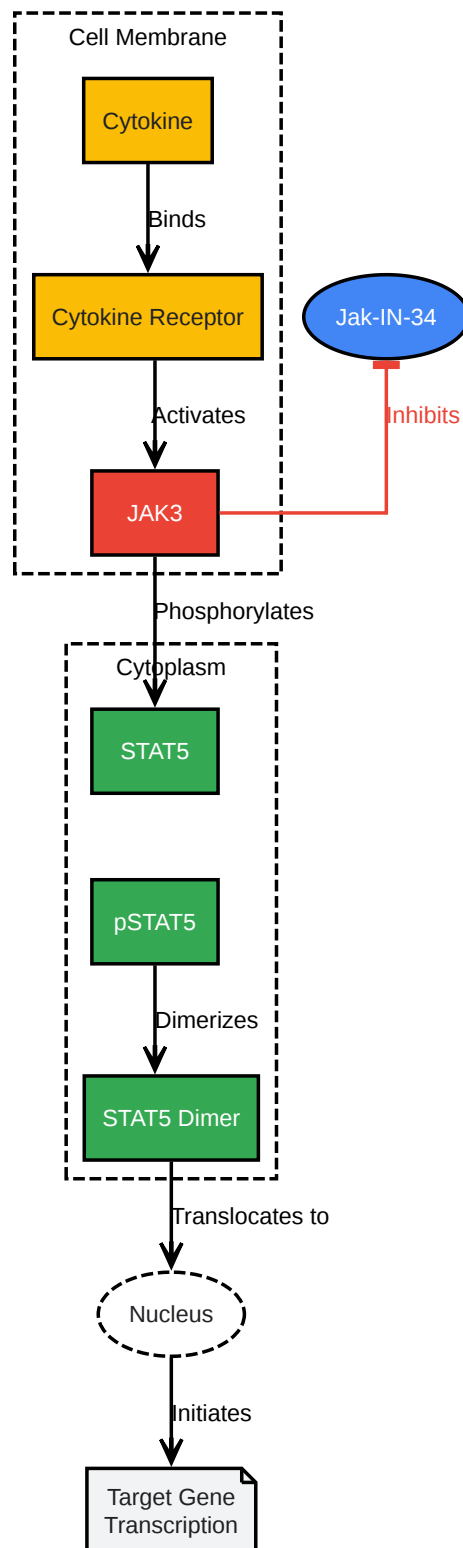 Cell Membrane
Cytokine
Binds
Cytokine Receptor
Jak-IN-34
Activates
Inhibits
JAK3
Phosphorylates
Cytoplasm
STAT5
pSTAT5
Dimerizes
STAT5 Dimer
Translocates to
Nucleus
Initiates
Target Gene
Transcription